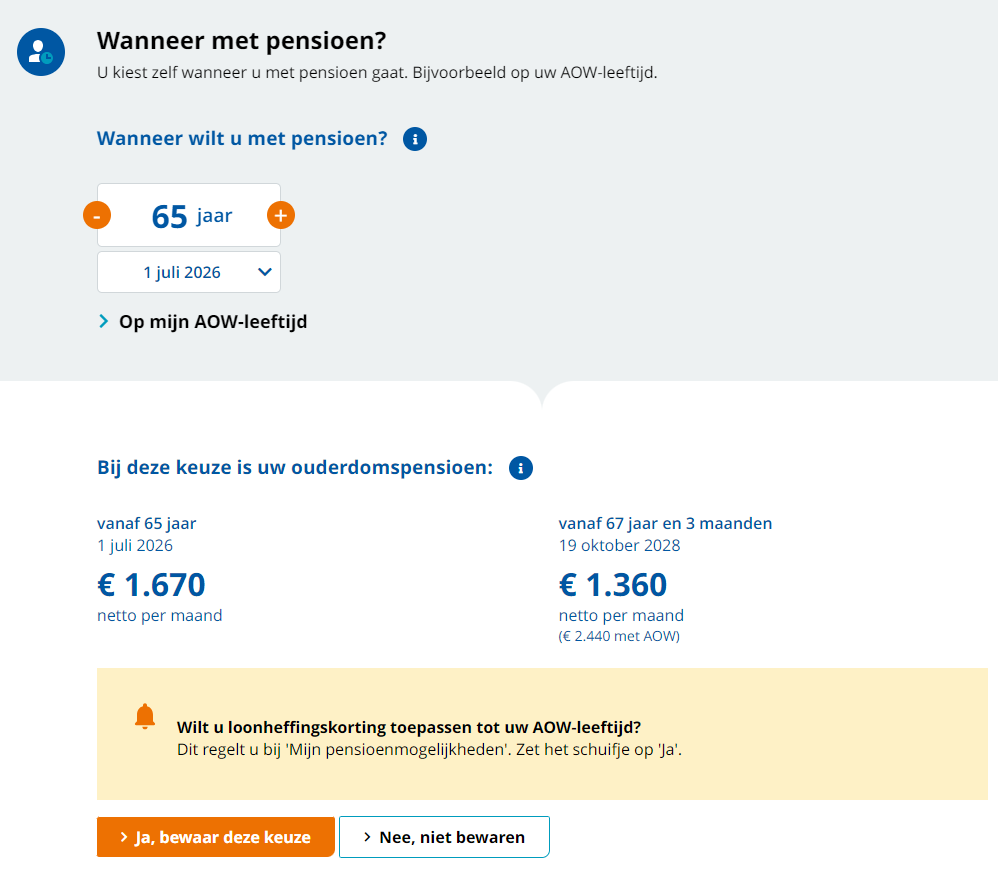 Wanneer met pensioen?
U kiest zelf wanneer u met pensioen gaat. Bijvoorbeeld op uw AOW-leeftijd.
Wanneer wilt u met pensioen?
-
65 jaar
+
1 juli 2026
Op mijn AOW-leeftijd
Bij deze keuze is uw ouderdomspensioen:
vanaf 65 jaar
1 juli 2026
€ 1.670
netto per maand
vanaf 67 jaar en 3 maanden
19 oktober 2028
€ 1.360
netto per maand
(€ 2.440 met AOW)
Wilt u loonheffingskorting toepassen tot uw AOW-leeftijd?
Dit regelt u bij 'Mijn pensioenmogelijkheden'. Zet het schuifje op 'Ja'.
Ja, bewaar deze keuze
Nee, niet bewaren